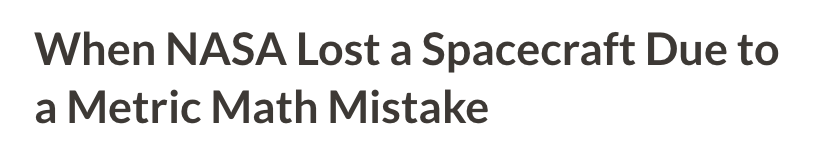 When NASA Lost a Spacecraft Due to
a Metric Math Mistake